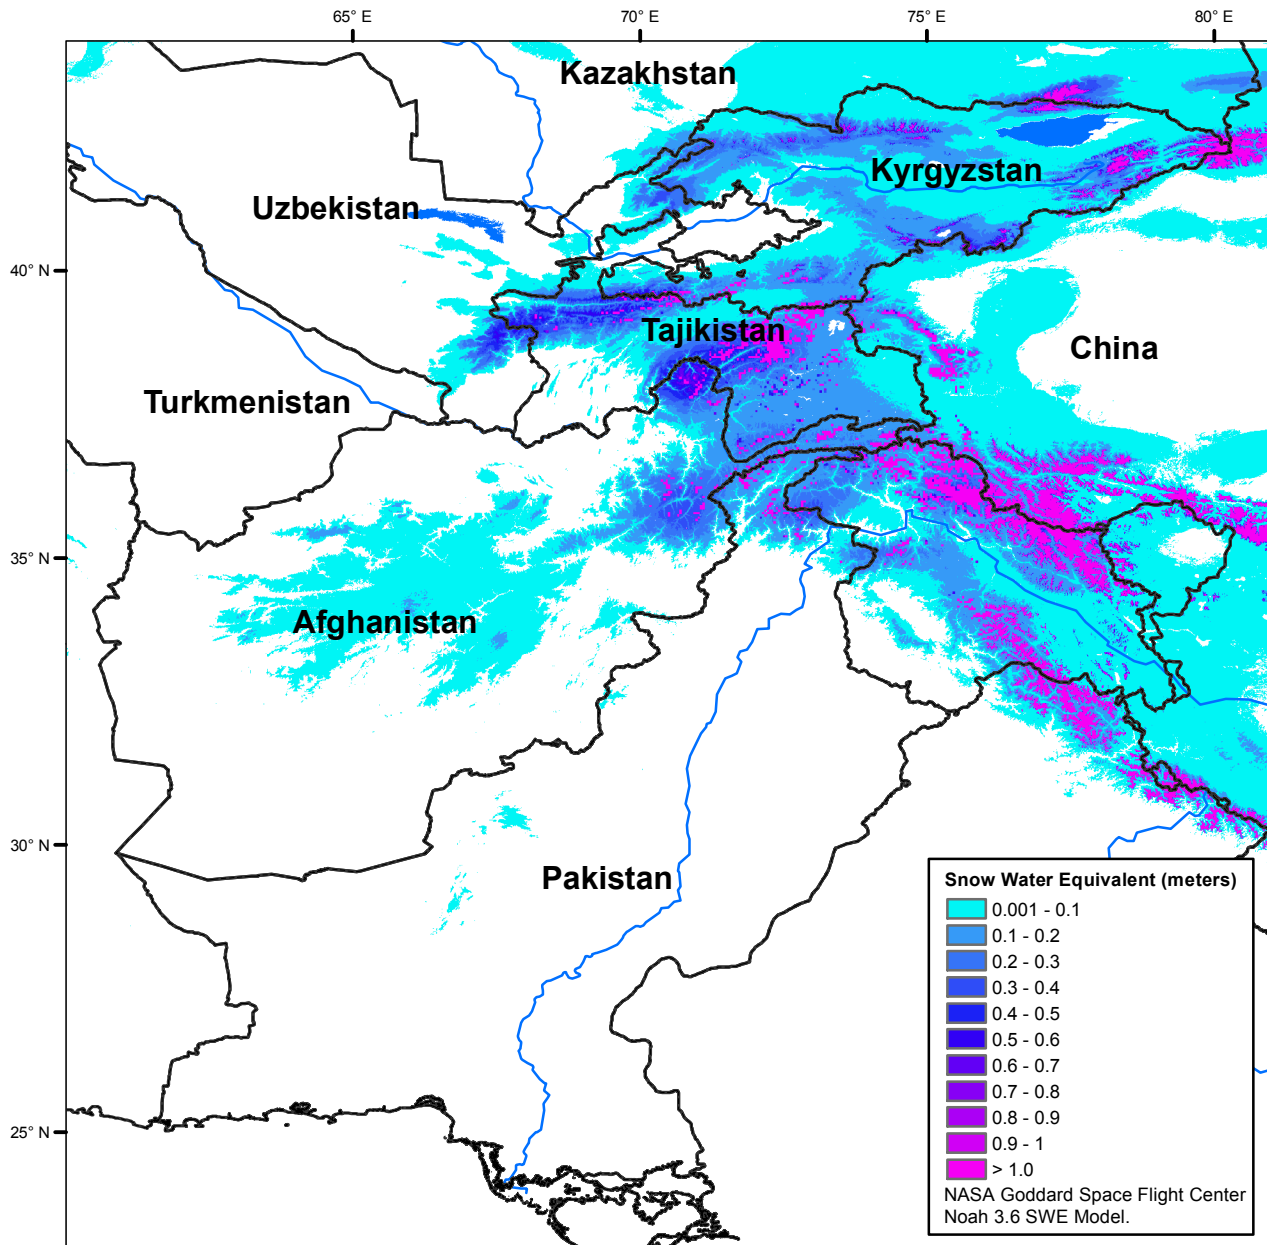 65° E
70° E
75° E
80° E
Kazakhstan
Kyrgyzstan
Uzbekistan
40° N
Tajikistan
China
Turkmenistan
35° N
Afghanistan
30° N
Pakistan
25° N
Snow Water Equivalent (meters)
0.001 - 0.1
0.1 - 0.2
0.2 - 0.3
0.3 - 0.4
0.4 - 0.5
0.5 - 0.6
0.6 - 0.7
0.7 - 0.8
0.8 - 0.9
0.9 - 1
> 1.0
NASA Goddard Space Flight Center
Noah 3.6 SWE Model.